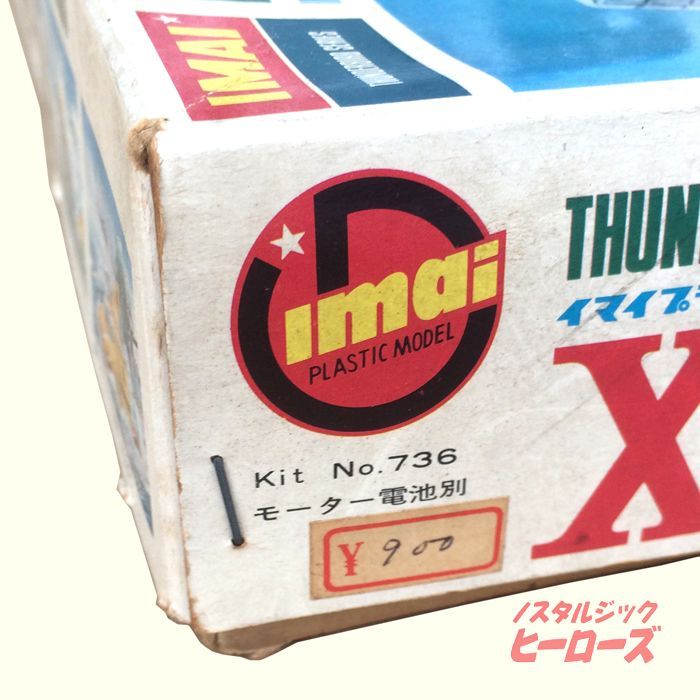 IMAI
imai
PLASTIC MODEL
THUN
イマイプラ
X
Kit No.736
モーター電池別
¥900
ノスタルジック
ヒーローズ